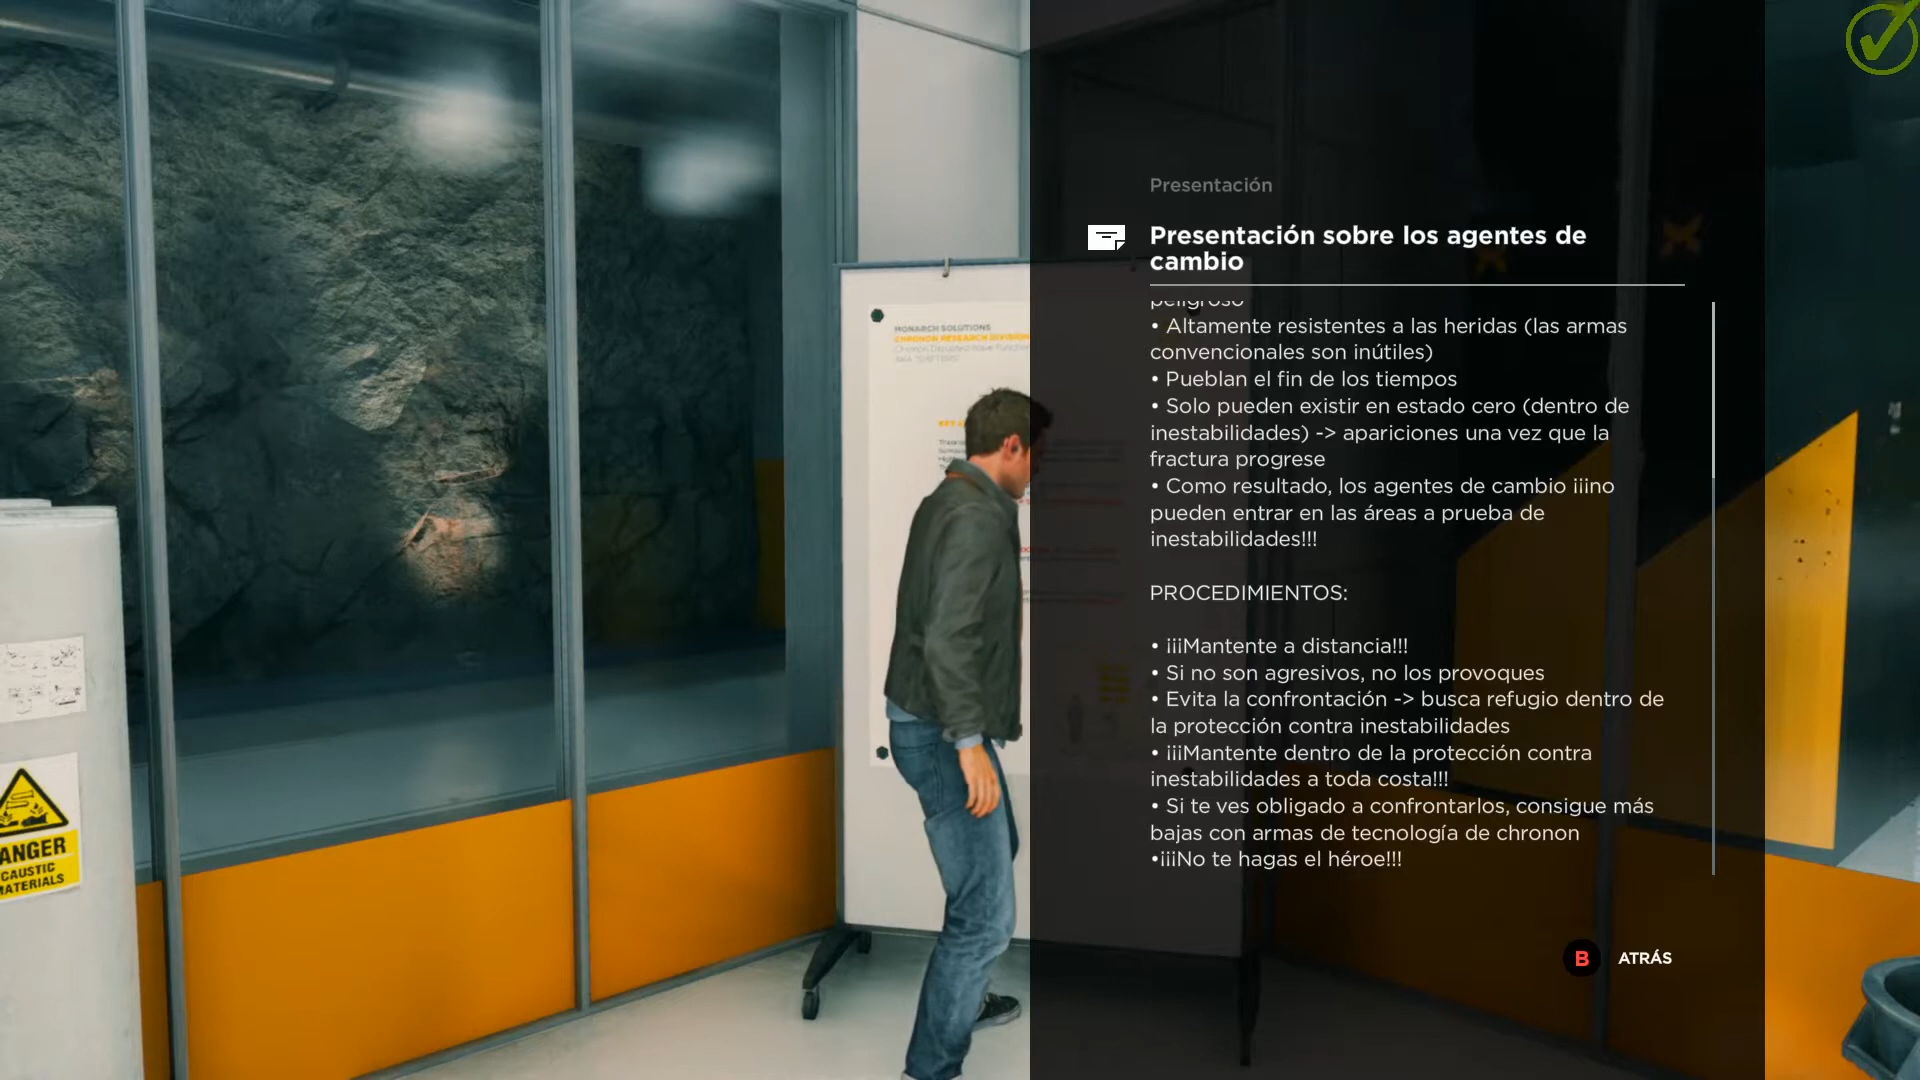 Presentación
Presentación sobre los agentes de
cambio
peligroso
• Altamente resistentes a las heridas (las armas
convencionales son inútiles)
• Pueblan el fin de los tiempos
• Solo pueden existir en estado cero (dentro de
inestabilidades) -> apariciones una vez que la
fractura progrese
• Como resultado, los agentes de cambio ¡¡¡no
pueden entrar en las áreas a prueba de
inestabilidades!!!
PROCEDIMIENTOS:
• ¡¡¡Mantente a distancia!!!
• Si no son agresivos, no los provoques
• Evita la confrontación -> busca refugio dentro de
la protección contra inestabilidades
• ¡¡¡Mantente dentro de la protección contra
inestabilidades a toda costa!!!
• Si te ves obligado a confrontarlos, consigue más
bajas con armas de tecnología de chronon
•¡¡¡No te hagas el héroe!!!
B ATRÁS
MONARCH SOLUTIONS
CHRONON RESEARCH DIVISION
ANGER
CAUSTIC
MATERIALS